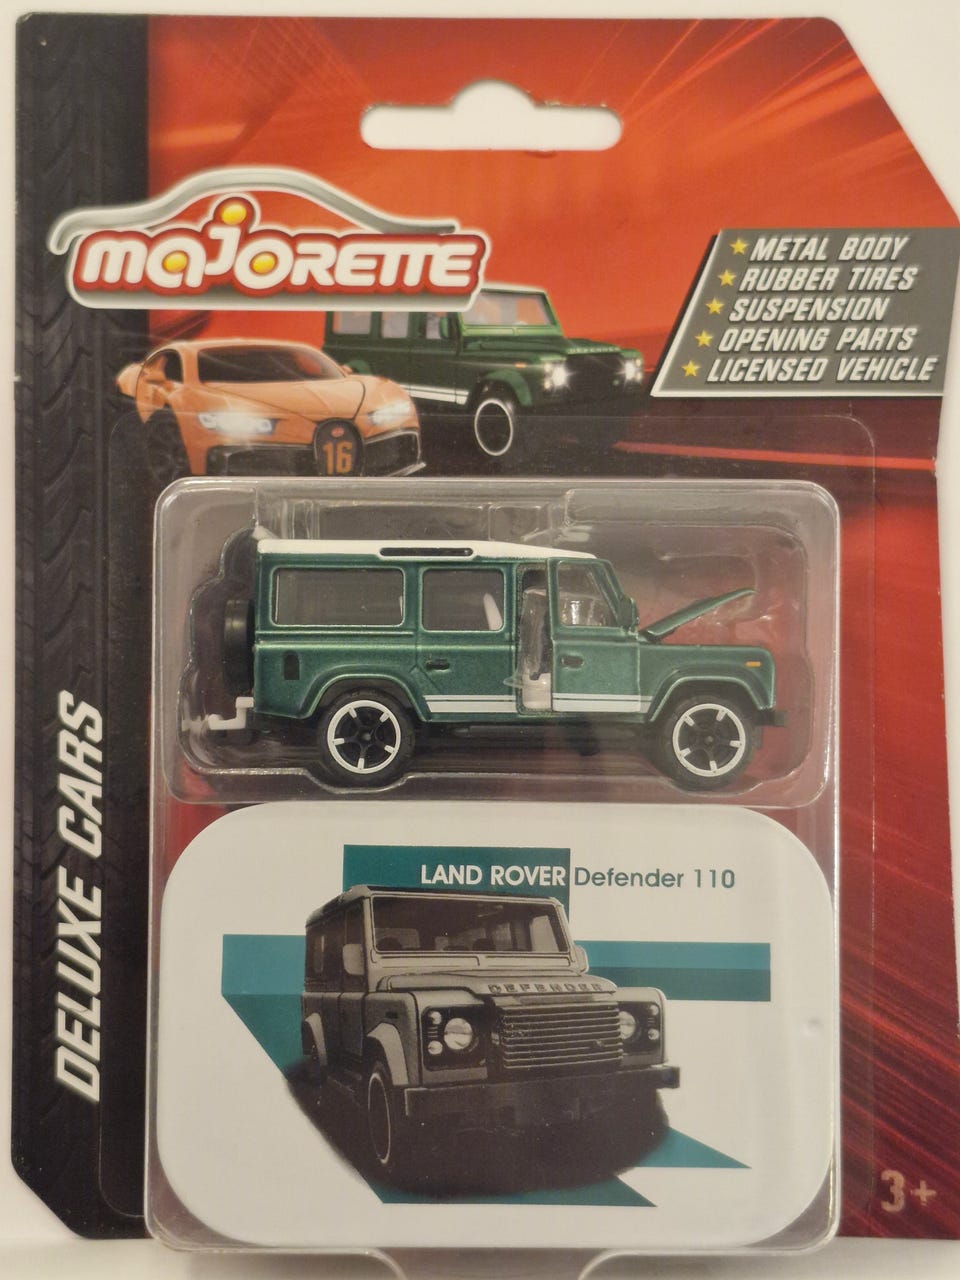 MAJORETTE
METAL BODY
RUBBER TIRES
SUSPENSION
OPENING PARTS
LICENSED VEHICLE
DEFENDER
16
DELUXE CARS
LAND ROVER Defender 110
DEFENDER
3+